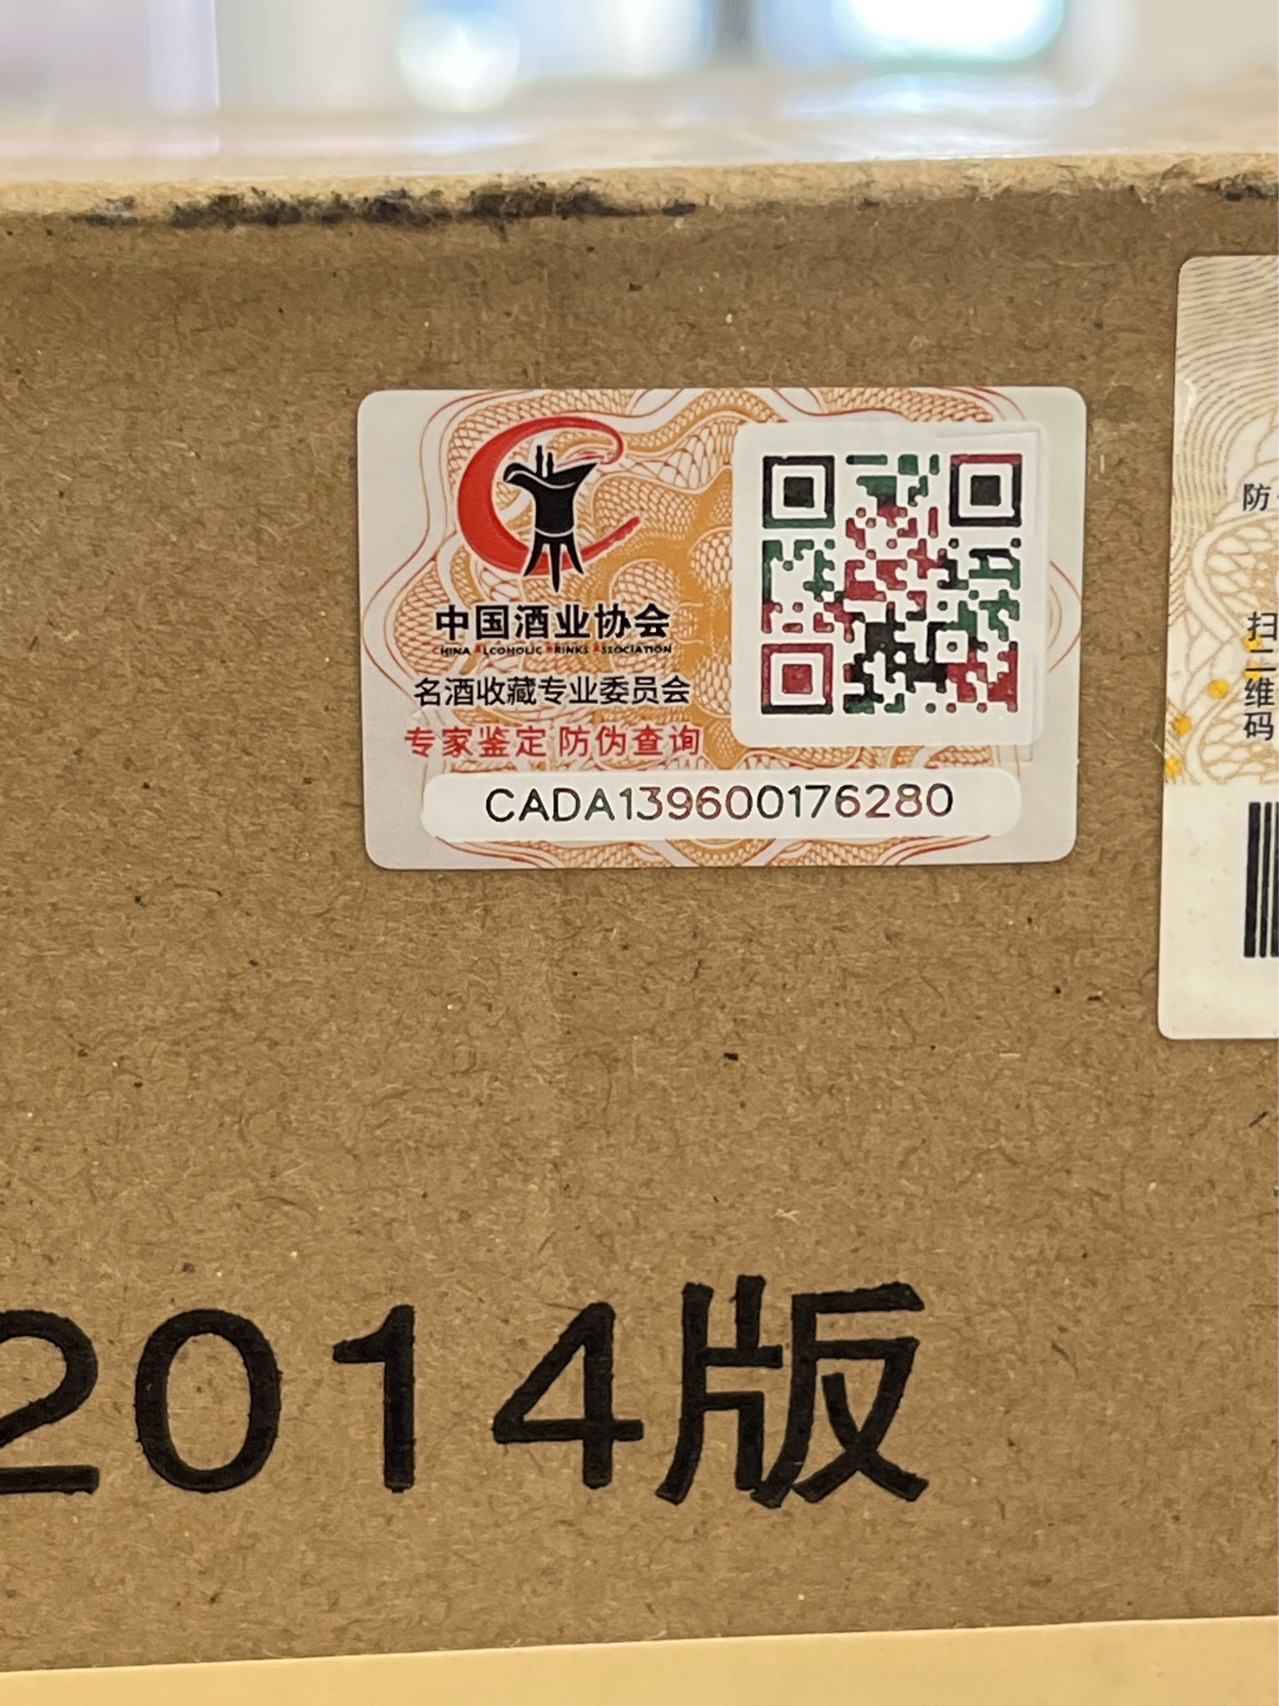 中国酒业协会
CHINA ALCOHOLIC DRINKS ASSOCIATION
名酒收藏专业委员会
专家鉴定 防伪查询
CADA139600176280
防
扫二维码
2014版